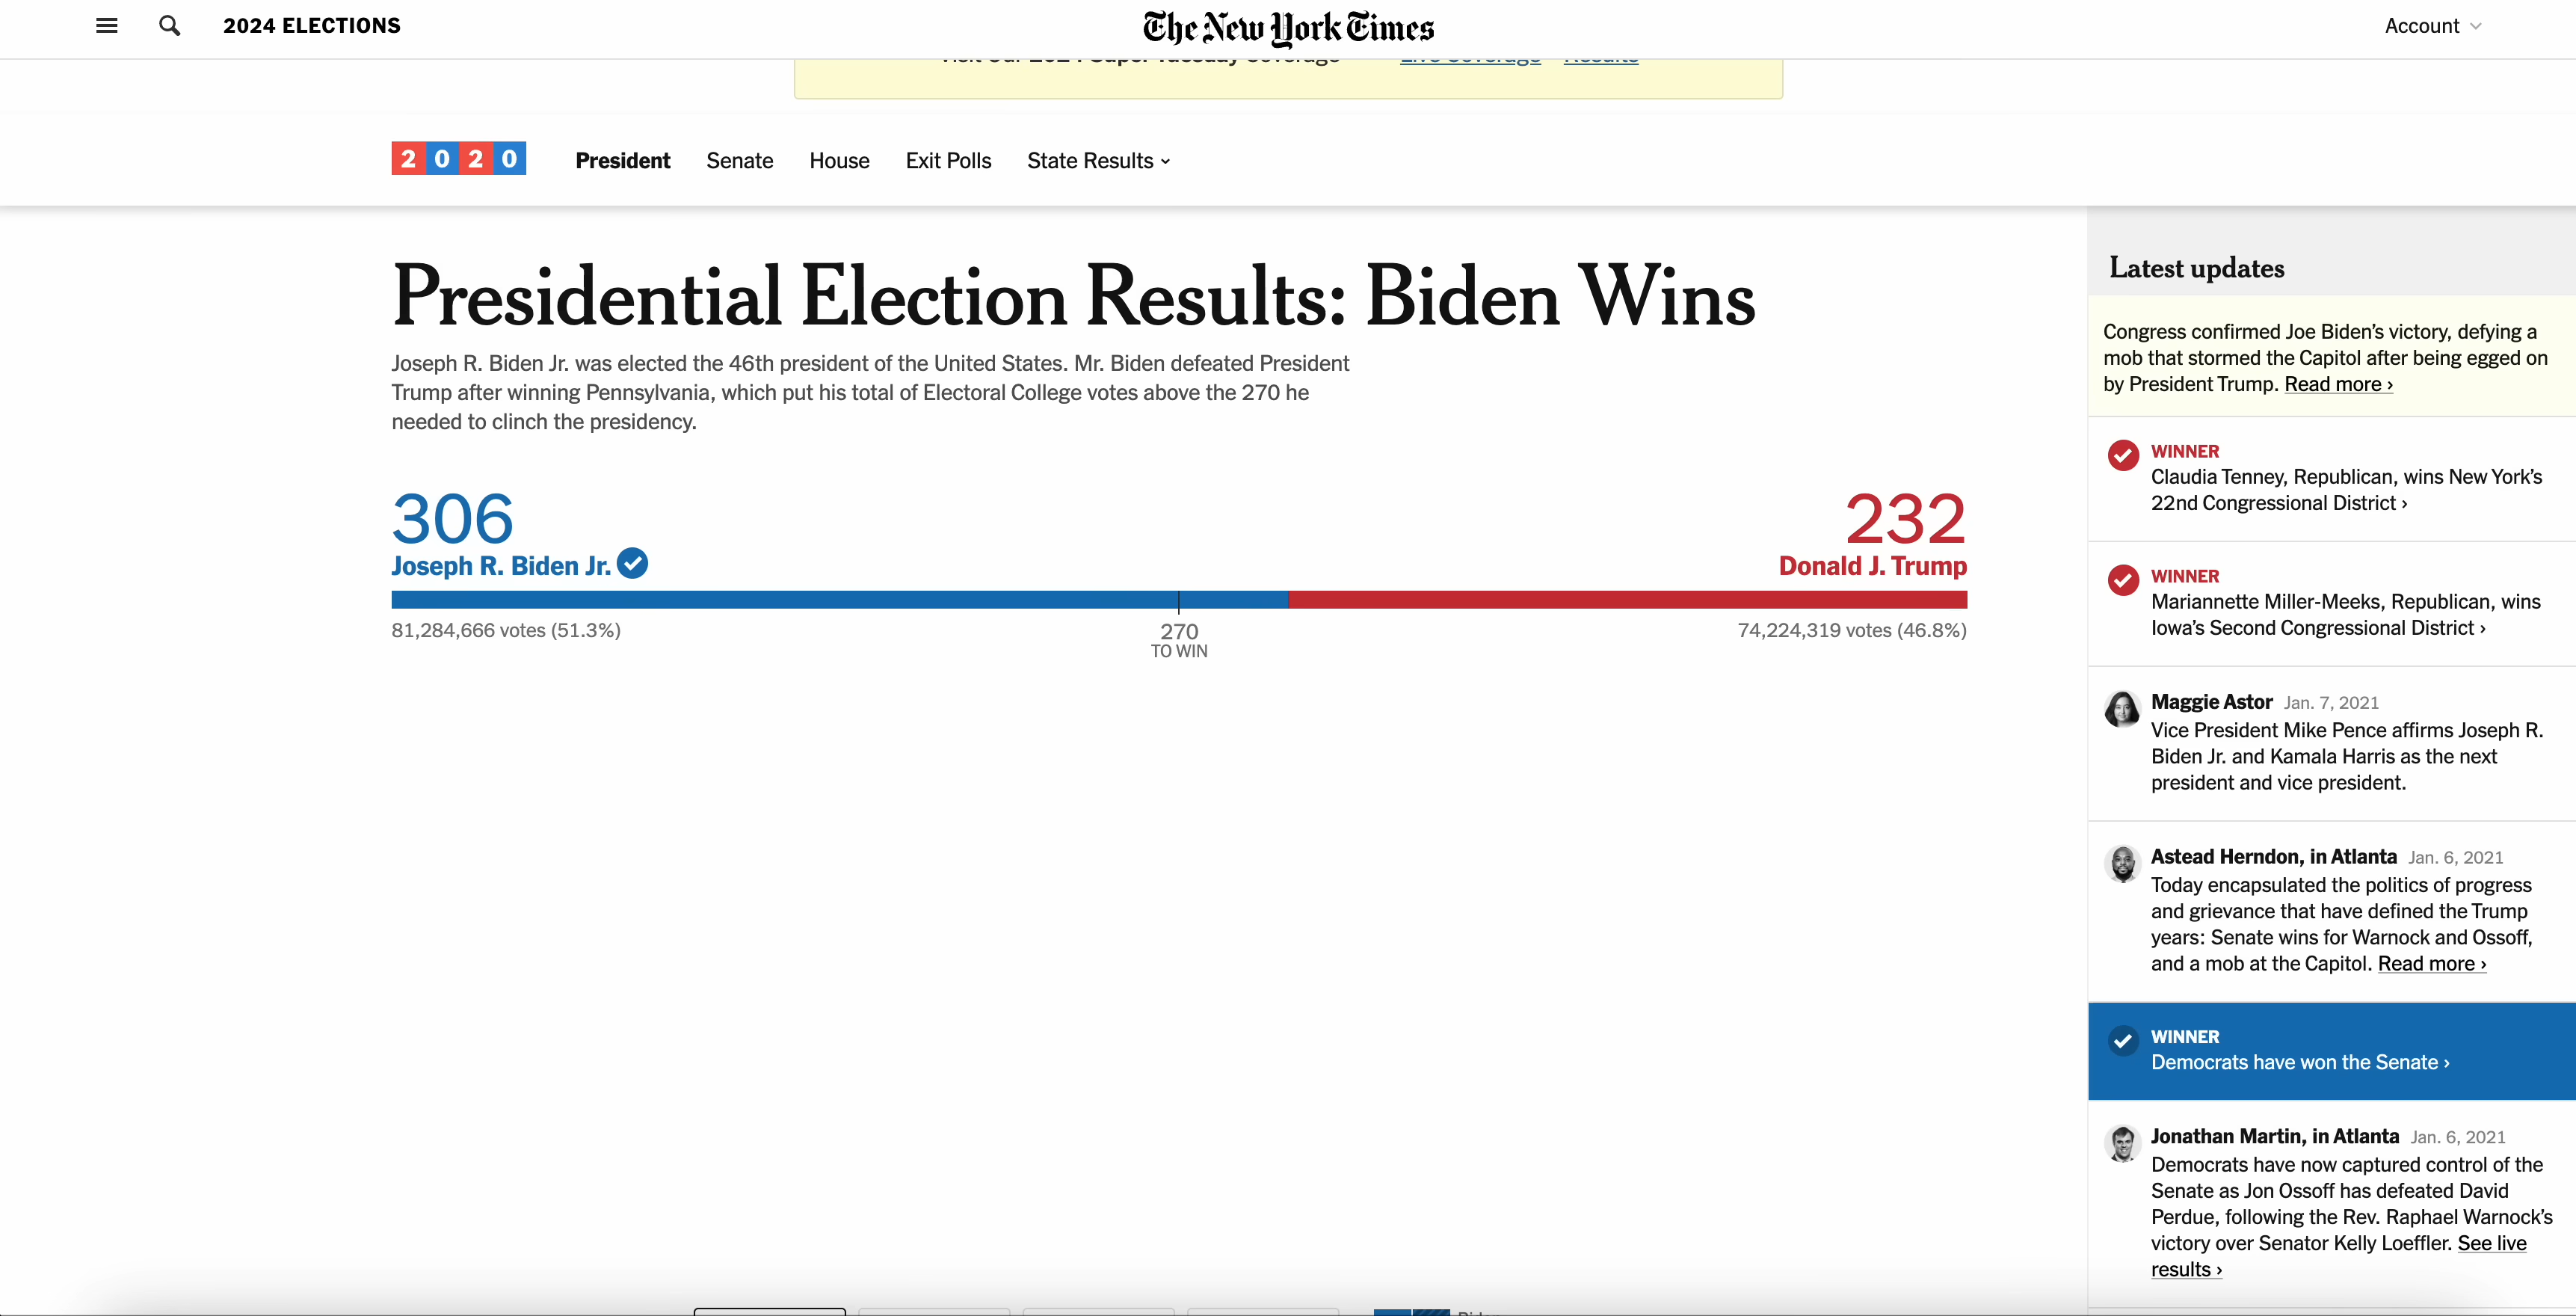 2024 ELECTIONS
The New York Times
Account
Visit our 2024 Super Tuesday coverage Live Coverage Results
2020
President Senate House Exit Polls State Results
Presidential Election Results: Biden Wins
Joseph R. Biden Jr. was elected the 46th president of the United States. Mr. Biden defeated President
Trump after winning Pennsylvania, which put his total of Electoral College votes above the 270 he
needed to clinch the presidency.
306
Joseph R. Biden Jr.
232
Donald J. Trump
81,284,666 votes (51.3%)
270
TO WIN
74,224,319 votes (46.8%)
Latest updates
Congress confirmed Joe Biden’s victory, defying a
mob that stormed the Capitol after being egged on
by President Trump. Read more ›
WINNER
Claudia Tenney, Republican, wins New York’s
22nd Congressional District ›
WINNER
Mariannette Miller-Meeks, Republican, wins
Iowa’s Second Congressional District ›
Maggie Astor Jan. 7, 2021
Vice President Mike Pence affirms Joseph R.
Biden Jr. and Kamala Harris as the next
president and vice president.
Astead Herndon, in Atlanta Jan. 6, 2021
Today encapsulated the politics of progress
and grievance that have defined the Trump
years: Senate wins for Warnock and Ossoff,
and a mob at the Capitol. Read more ›
WINNER
Democrats have won the Senate ›
Jonathan Martin, in Atlanta Jan. 6, 2021
Democrats have now captured control of the
Senate as Jon Ossoff has defeated David
Perdue, following the Rev. Raphael Warnock’s
victory over Senator Kelly Loeffler. See live
results ›